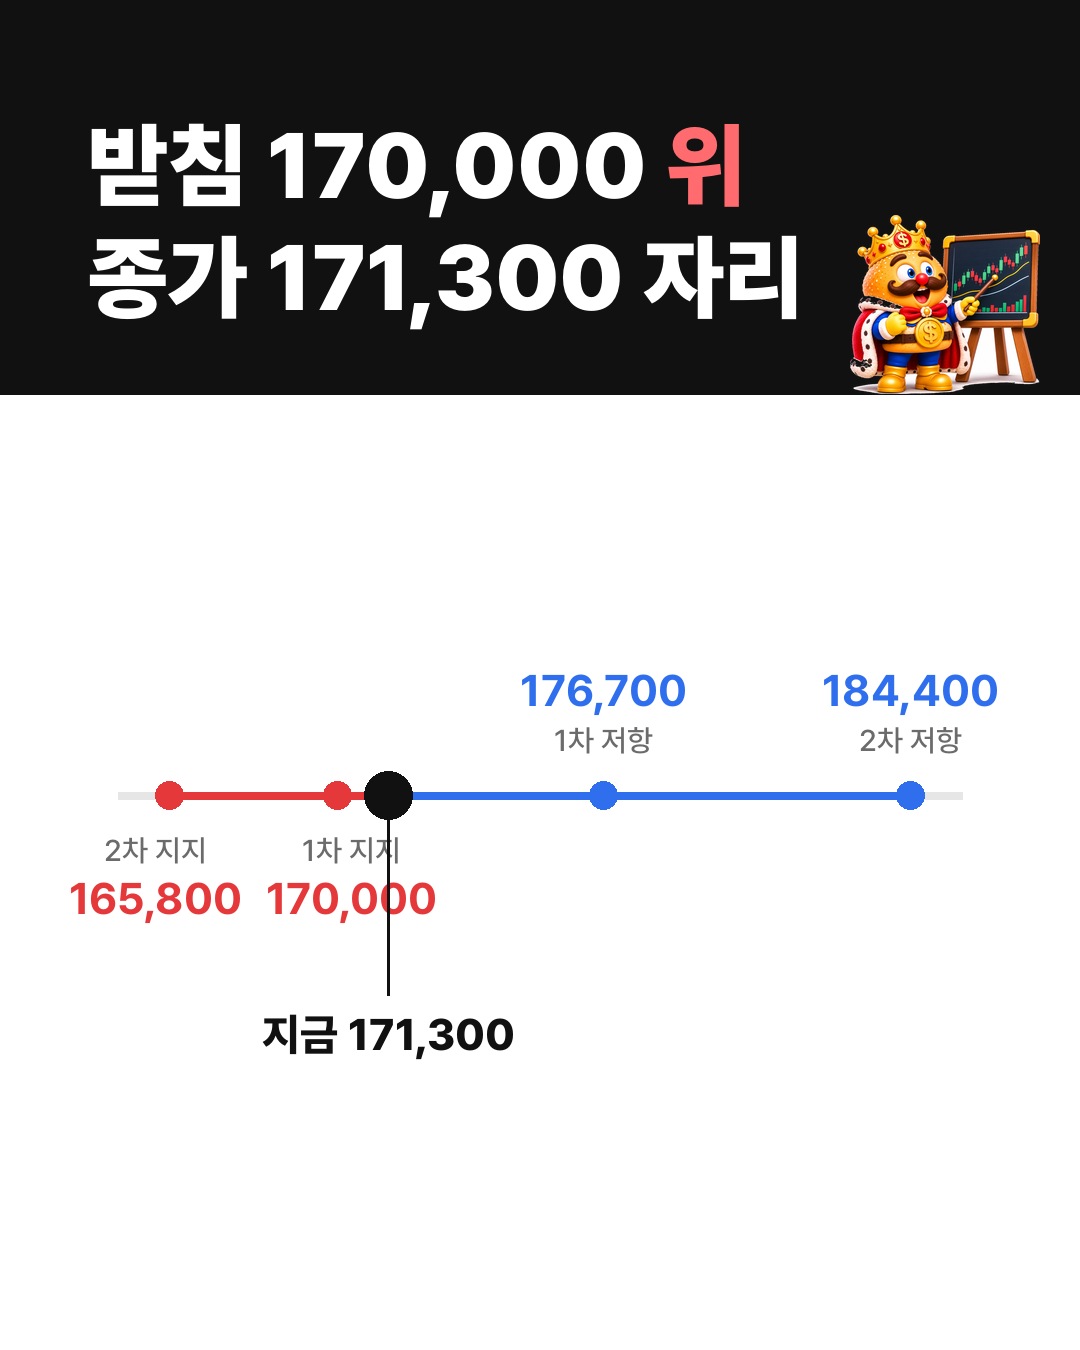 받침 170,000 위
종가 171,300 자리
176,700
184,400
1차 저항
2차 저항
2차 지지
1차 지지
165,800
170,000
지금 171,300